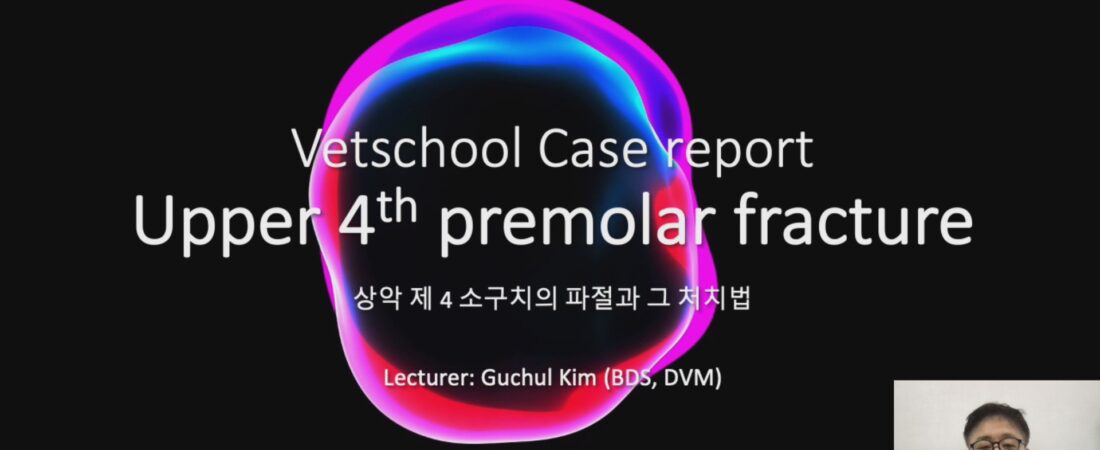 Vetschool Case report
Upper 4th premolar fracture
상악 제 4 소구치의 파절과 그 처치법
Lecturer: Guchul Kim (BDS, DVM)